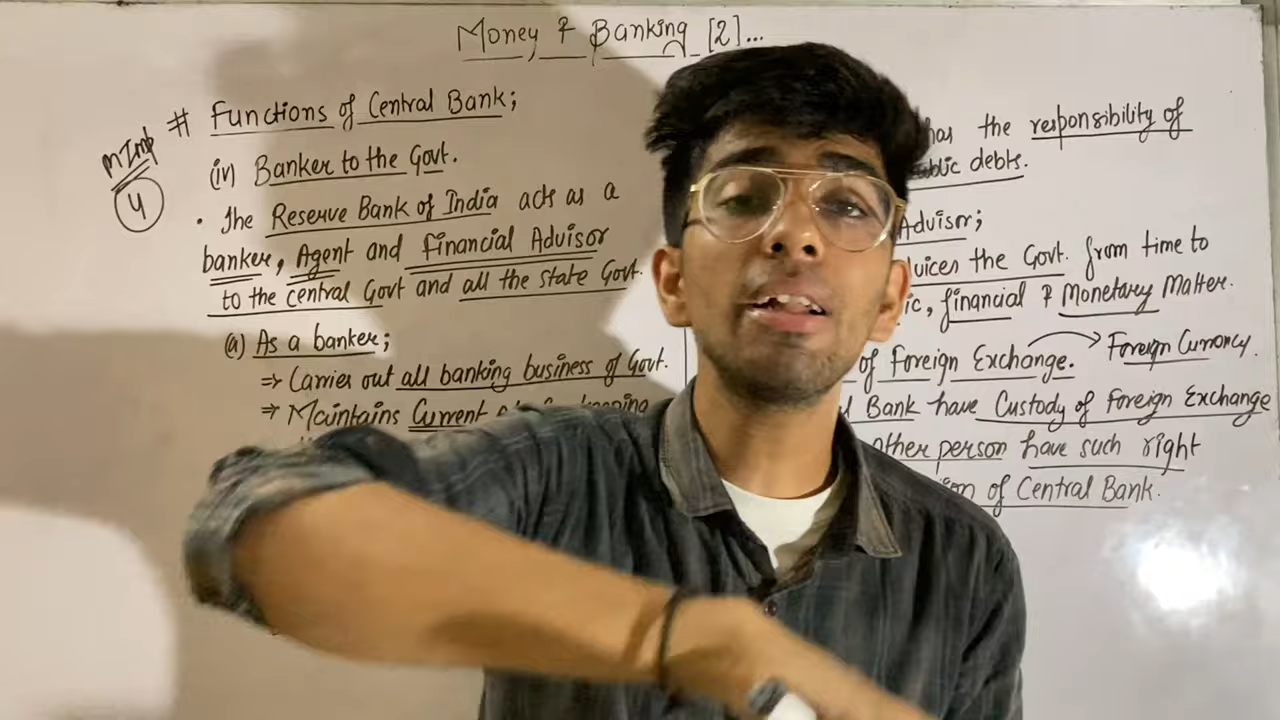 Money & Banking [2]...
# Functions of Central Bank;
M Imp
4
(iv) Banker to the Govt.
• The Reserve Bank of India acts as a
banker, Agent and financial Advisor
to the central Govt and all the state Govt.
(a) As a banker;
⇒ Carries out all banking business of Govt.
⇒ Maintains Current
has the responsibility of
debts.
Advisor;
the Govt. from time to
financial & Monetary Matter.
of Foreign Exchange. → Foreign Currency.
Bank have Custody of Foreign Exchange
other person have such right
of Central Bank.